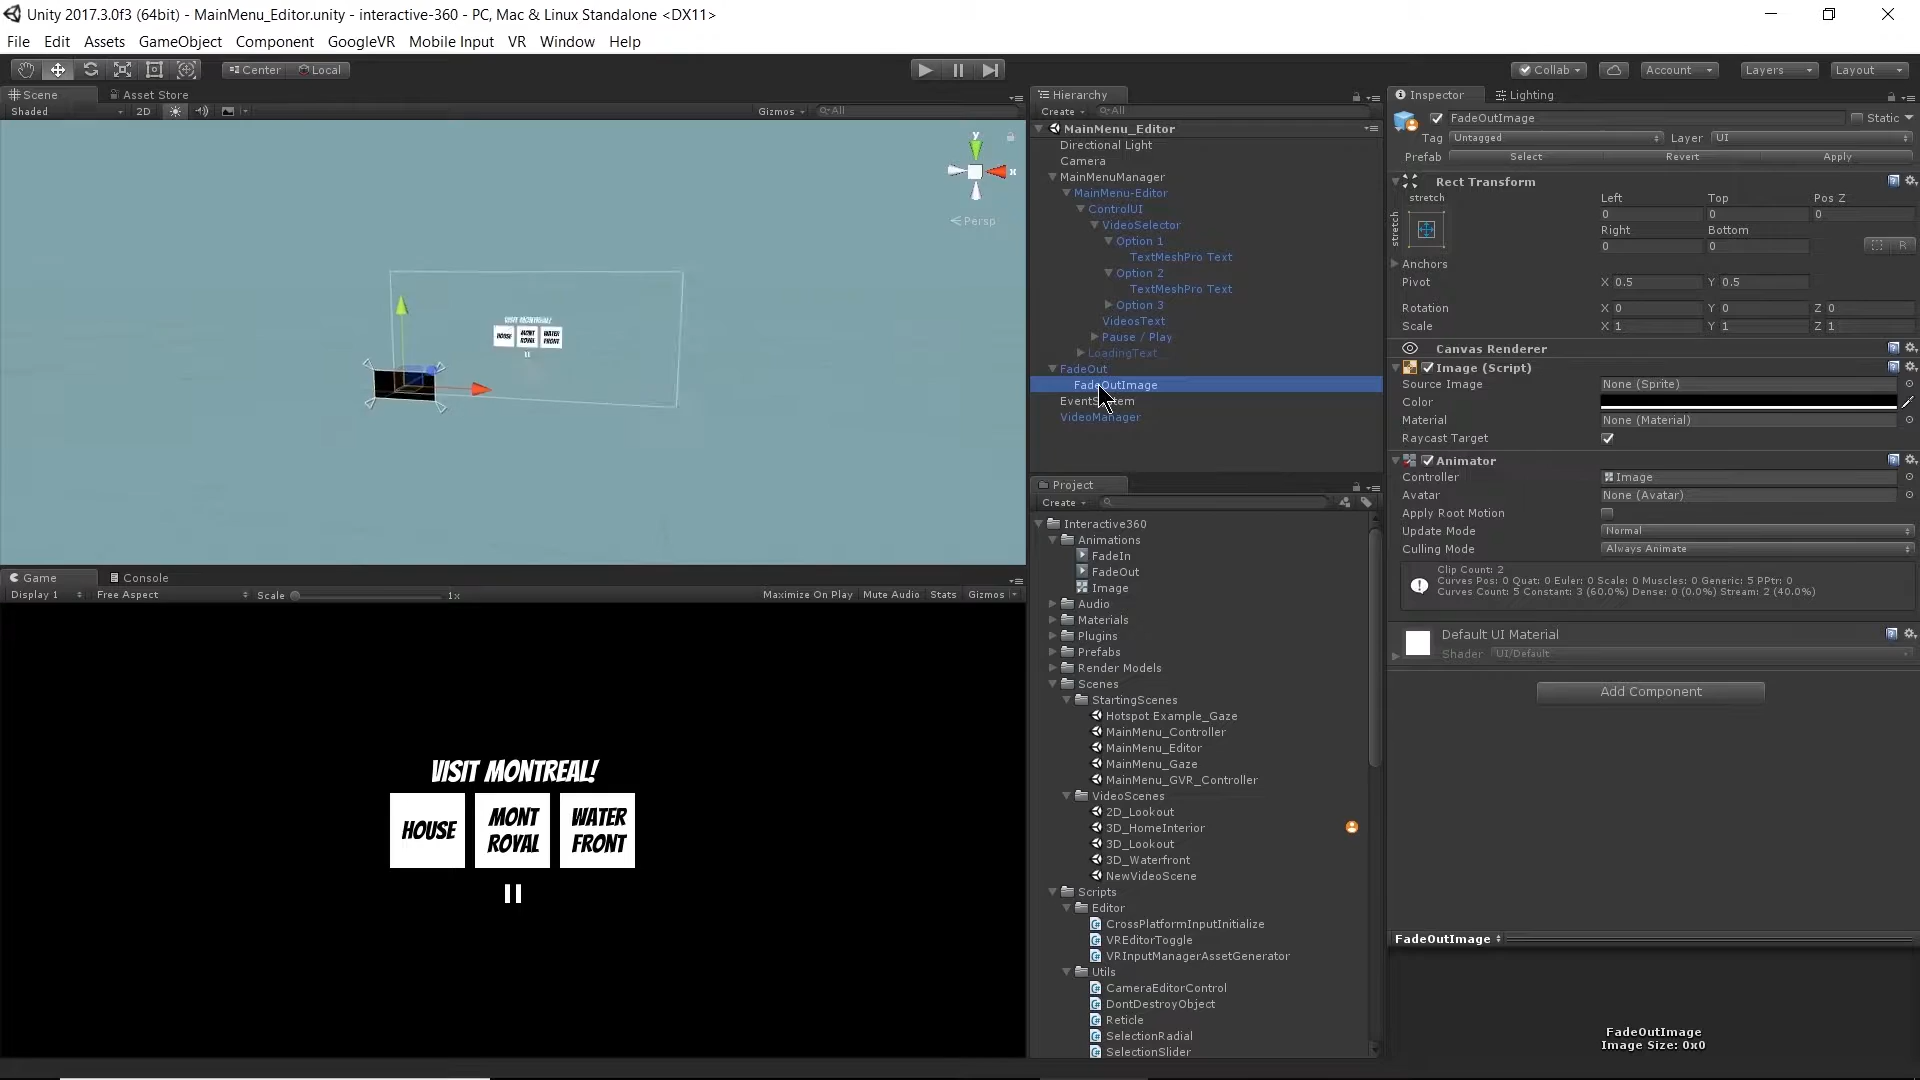 Unity 2017.3.0f3 (64bit) - MainMenu_Editor.unity - interactive-360 - PC, Mac & Linux Standalone <DX11>
File Edit Assets GameObject Component GoogleVR Mobile Input VR Window Help
Center Local Collab Account Layers Layout
Scene Asset Store
Shaded 2D Gizmos All
y
x
Persp
VISIT MONTREAL!
HOUSE MONT ROYAL WATER FRONT
Game Console
Display 1 Free Aspect Scale 1x Maximize On Play Mute Audio Stats Gizmos
VISIT MONTREAL!
HOUSE
MONT
ROYAL
WATER
FRONT
Hierarchy
Create All
MainMenu_Editor
Directional Light
Camera
MainMenuManager
MainMenu-Editor
ControlUI
VideoSelector
Option 1
TextMeshPro Text
Option 2
TextMeshPro Text
Option 3
VideosText
Pause / Play
LoadingText
FadeOut
FadeOutImage
EventSystem
VideoManager
Project
Create
Interactive360
Animations
FadeIn
FadeOut
Image
Audio
Materials
Plugins
Prefabs
Render Models
Scenes
StartingScenes
Hotspot Example_Gaze
MainMenu_Controller
MainMenu_Editor
MainMenu_Gaze
MainMenu_GVR_Controller
VideoScenes
2D_Lookout
3D_HomeInterior
3D_Lookout
3D_Waterfront
NewVideoScene
Scripts
Editor
CrossPlatformInputInitialize
VREditorToggle
VRInputManagerAssetGenerator
Utils
CameraEditorControl
DontDestroyObject
Reticle
SelectionRadial
SelectionSlider
Inspector Lighting
FadeOutImage Static
Tag Untagged Layer UI
Prefab Select Revert Apply
Rect Transform
stretch Left Top Pos Z
stretch 0 0 0
Right Bottom
0 0 R
Anchors
Pivot X 0.5 Y 0.5
Rotation X 0 Y 0 Z 0
Scale X 1 Y 1 Z 1
Canvas Renderer
Image (Script)
Source Image None (Sprite)
Color
Material None (Material)
Raycast Target
Animator
Controller Image
Avatar None (Avatar)
Apply Root Motion
Update Mode Normal
Culling Mode Always Animate
Clip Count: 2
Curves Pos: 0 Quat: 0 Euler: 0 Scale: 0 Muscles: 0 Generic: 5 PPtr: 0
Curves Count: 5 Constant: 3 (60.0%) Dense: 0 (0.0%) Stream: 2 (40.0%)
Default UI Material
Shader UI/Default
Add Component
FadeOutImage
FadeOutImage
Image Size: 0x0